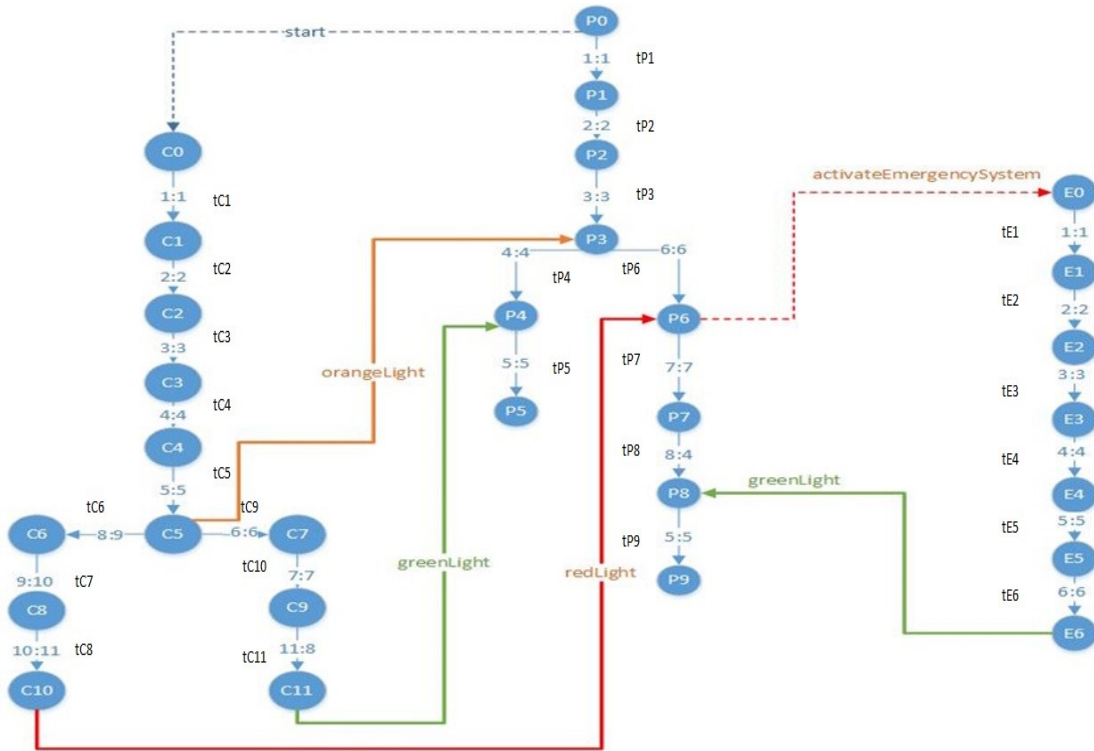 P0
start
1:1 tP1
P1
2:2 tP2
C0 P2
activateEmergencySystem
1:1 tC1 3:3 tP3 E0
C1 P3 tE1 1:1
tC2 4:4 tP4 tP6 6:6 E1
2:2 tE2
C2 P4 P6 2:2
3:3 tC3 E2
orangeLight 5:5 tP5 tP7 7:7 3:3
C3 tE3
4:4 tC4 P5 P7 E3
C4 tP8 8:4 4:4 tE4
5:5 tC5 greenLight P8 E4
tC6 tC9 5:5 tE5
C6 8:9 C5 6:6 C7 tP9 5:5
greenLight redLight E5
9:10 tC7 tC10 7:7 P9 6:6 tE6
C8 C9 E6
10:11 tC8 11:8 tC11
C10 C11